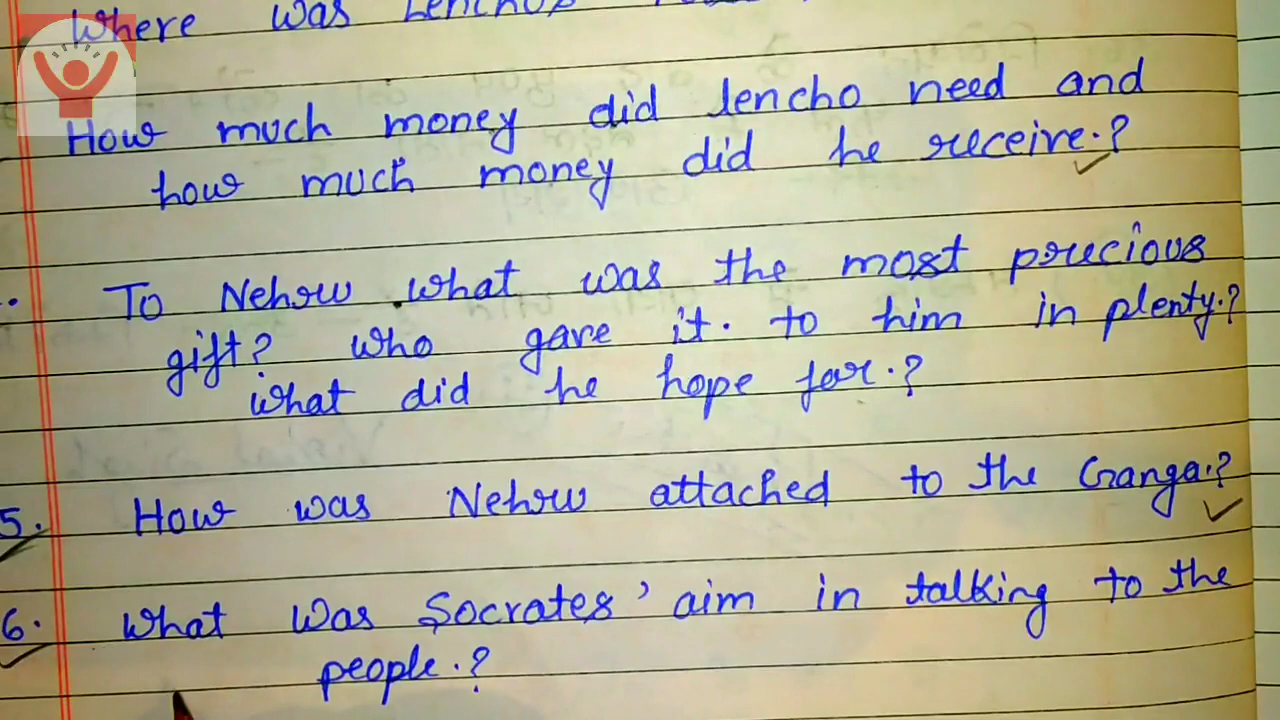 Where was Lencho's
How much money did lencho need and
how much money did he receive.?
To Nehru what was the most precious
gift? who gave it. to him in plenty.?
what did he hope for.?
5. How was Nehru attached to the Ganga.?
6. What was Socrates' aim in talking to the
people.?